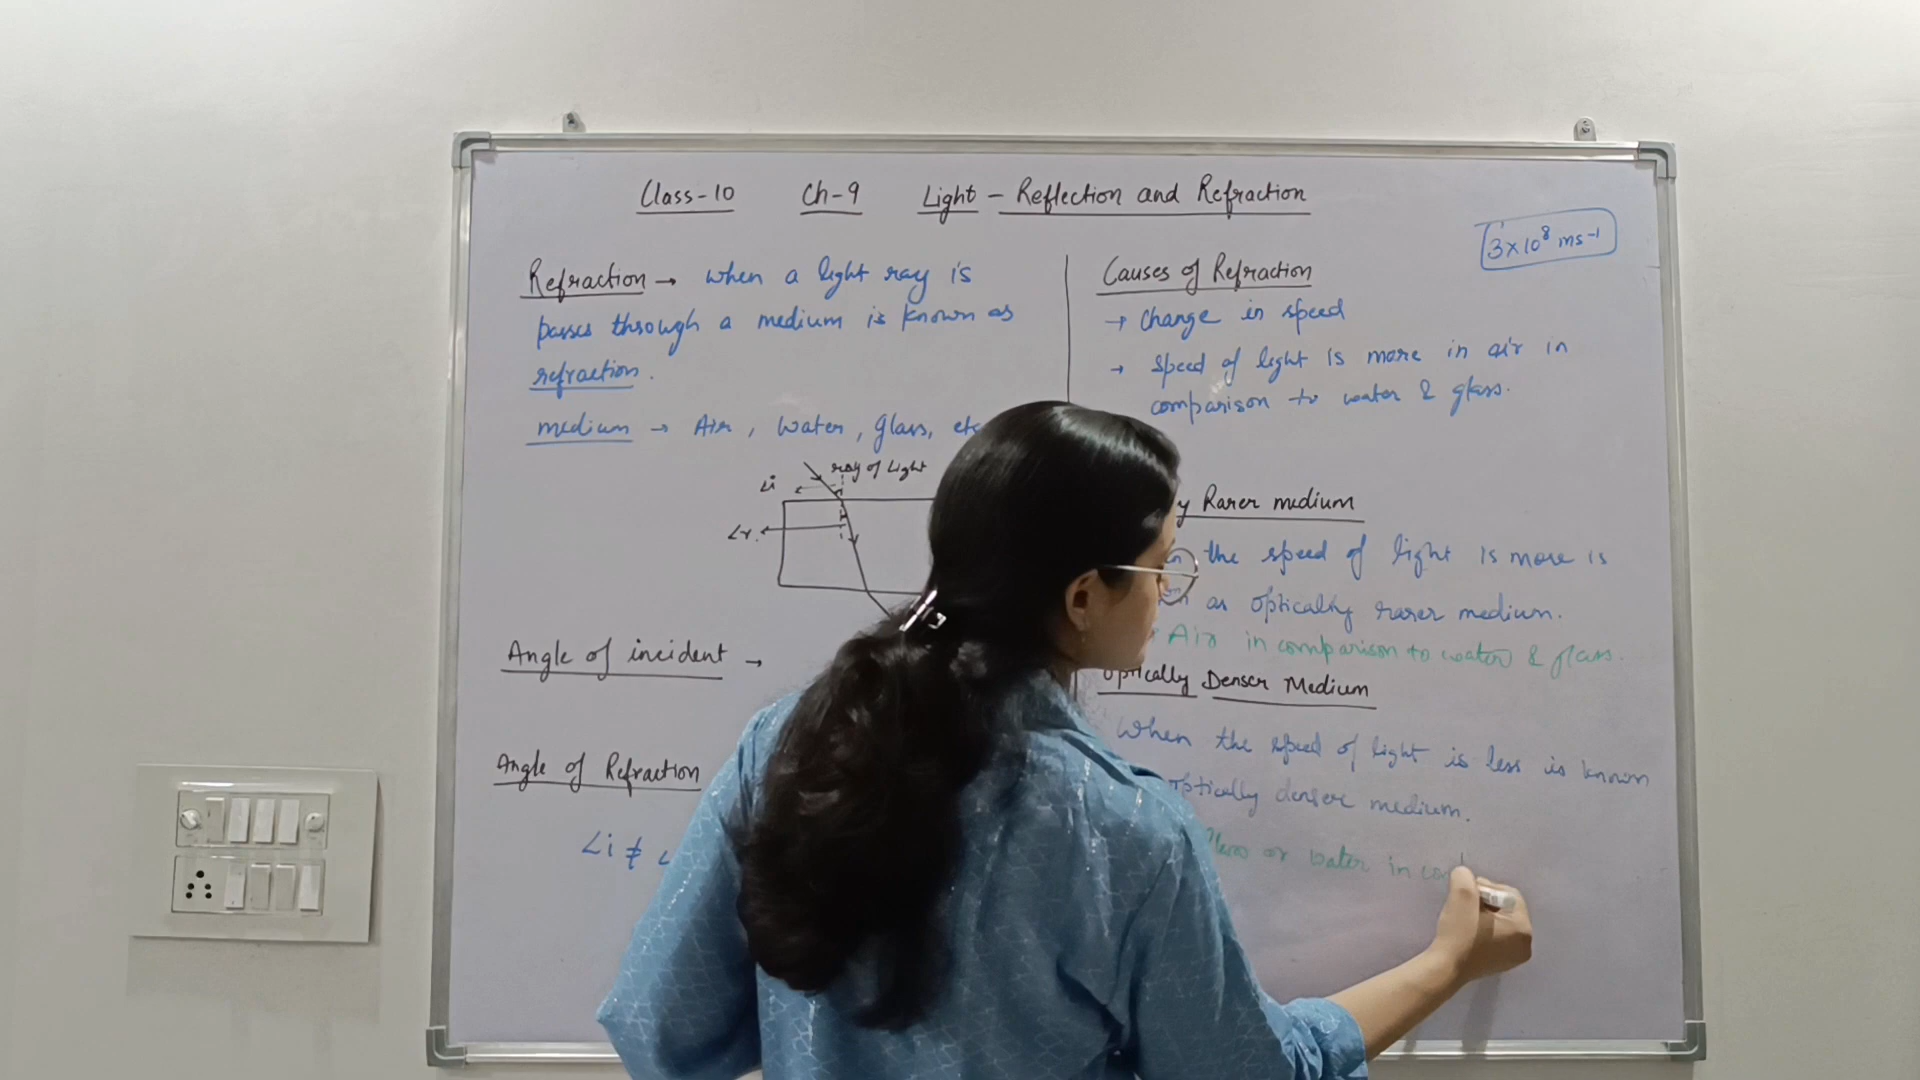 Class-10 Ch-9 Light - Reflection and Refraction
3×10⁸ ms⁻¹
Refraction → when a light ray is
passes through a medium is known as
refraction.
medium → Air, Water, Glass, etc
ray of light
∠i
∠r.
Angle of incident →
Angle of Refraction
∠i ≠ ∠
Causes of Refraction
→ change in speed
→ speed of light is more in air in
comparison to water & glass.
Rarer medium
the speed of light is more is
as optically rarer medium.
Air in comparison to water & glass.
Optically Denser Medium
When the speed of light is less is known
optically denser medium.
or water in